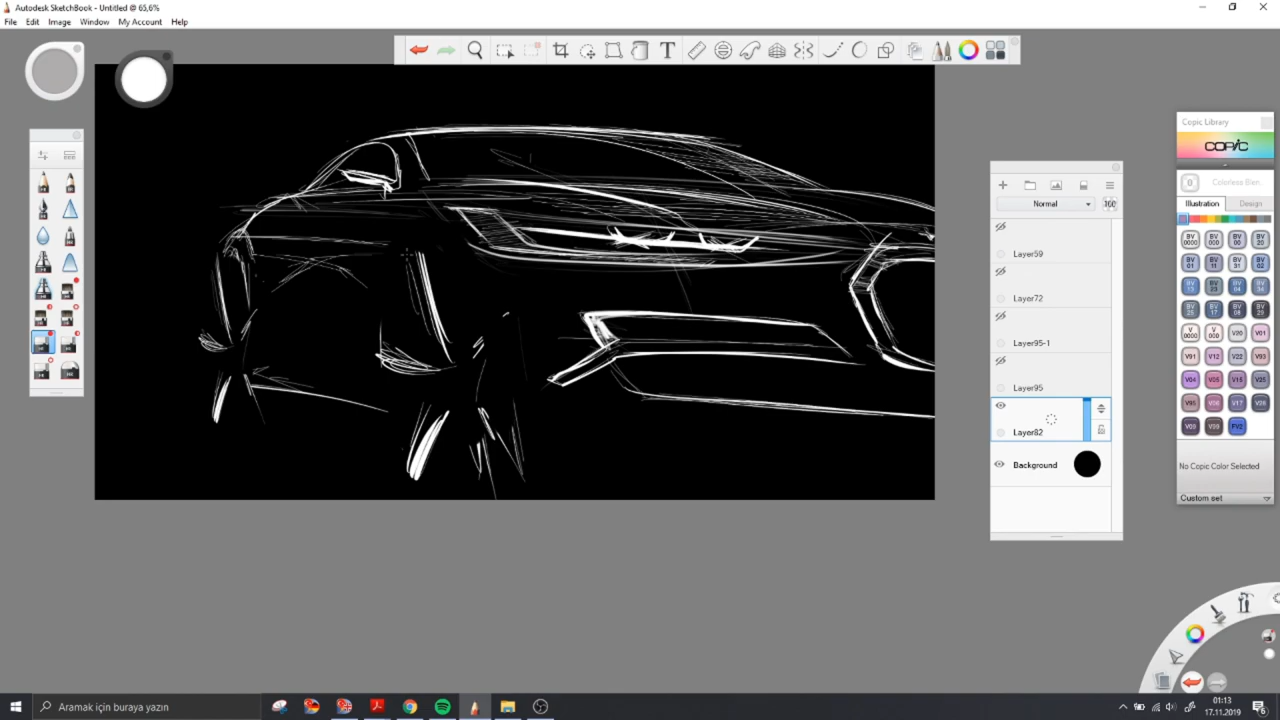 Autodesk SketchBook - Untitled @ 65,6%
File Edit Image Window My Account Help
T
Copic Library
COPIC
0 Colorless Blen..
Illustration Design
Normal 100
Layer59
Layer72
Layer95-1
Layer95
Layer82
Background
BV 0000 BV 000 BV 00 BV 20
BV 01 BV 11 BV 31 BV 02
BV 13 BV 23 BV 04 BV 34
BV 25 BV 17 BV 08 BV 29
V 0000 V 000 V20 V01
V91 V12 V22 V93
V04 V05 V15 V25
V95 V06 V17 V28
V09 V99 FV2
No Copic Color Selected
Custom set
Aramak için buraya yazın
01:13
17.11.2019